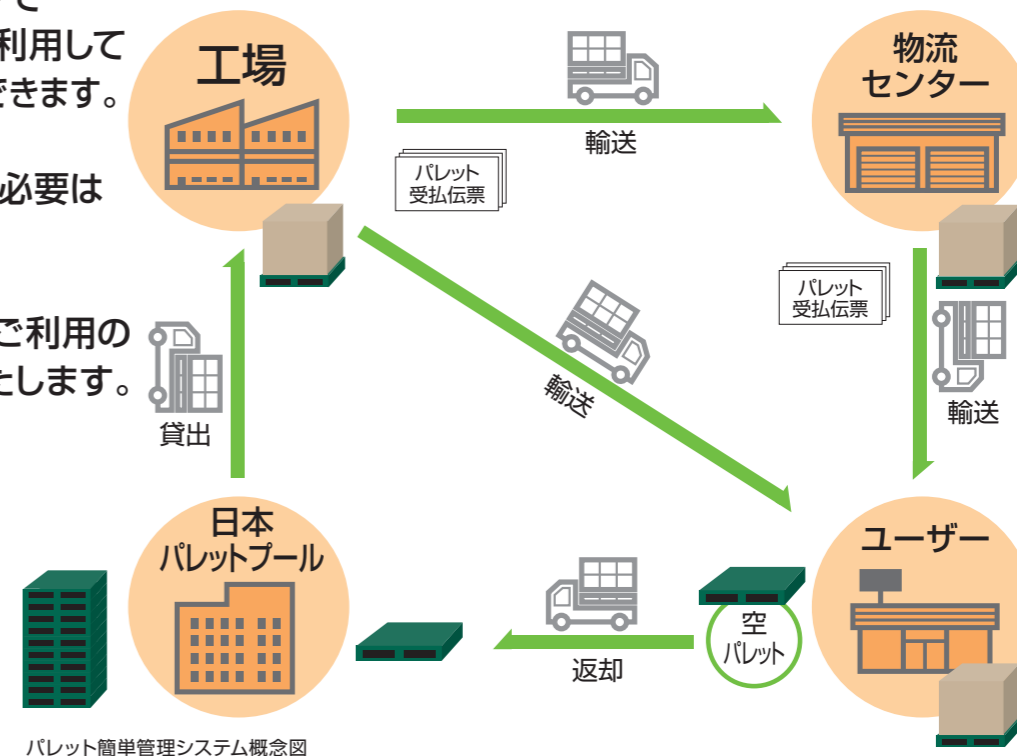 利用して
できます。
必要は
ご利用の
たします。
工場
物流
センター
輸送
パレット
受払伝票
パレット
受払伝票
輸送
輸送
貸出
日本
パレットプール
ユーザー
空
パレット
返却
パレット簡単管理システム概念図